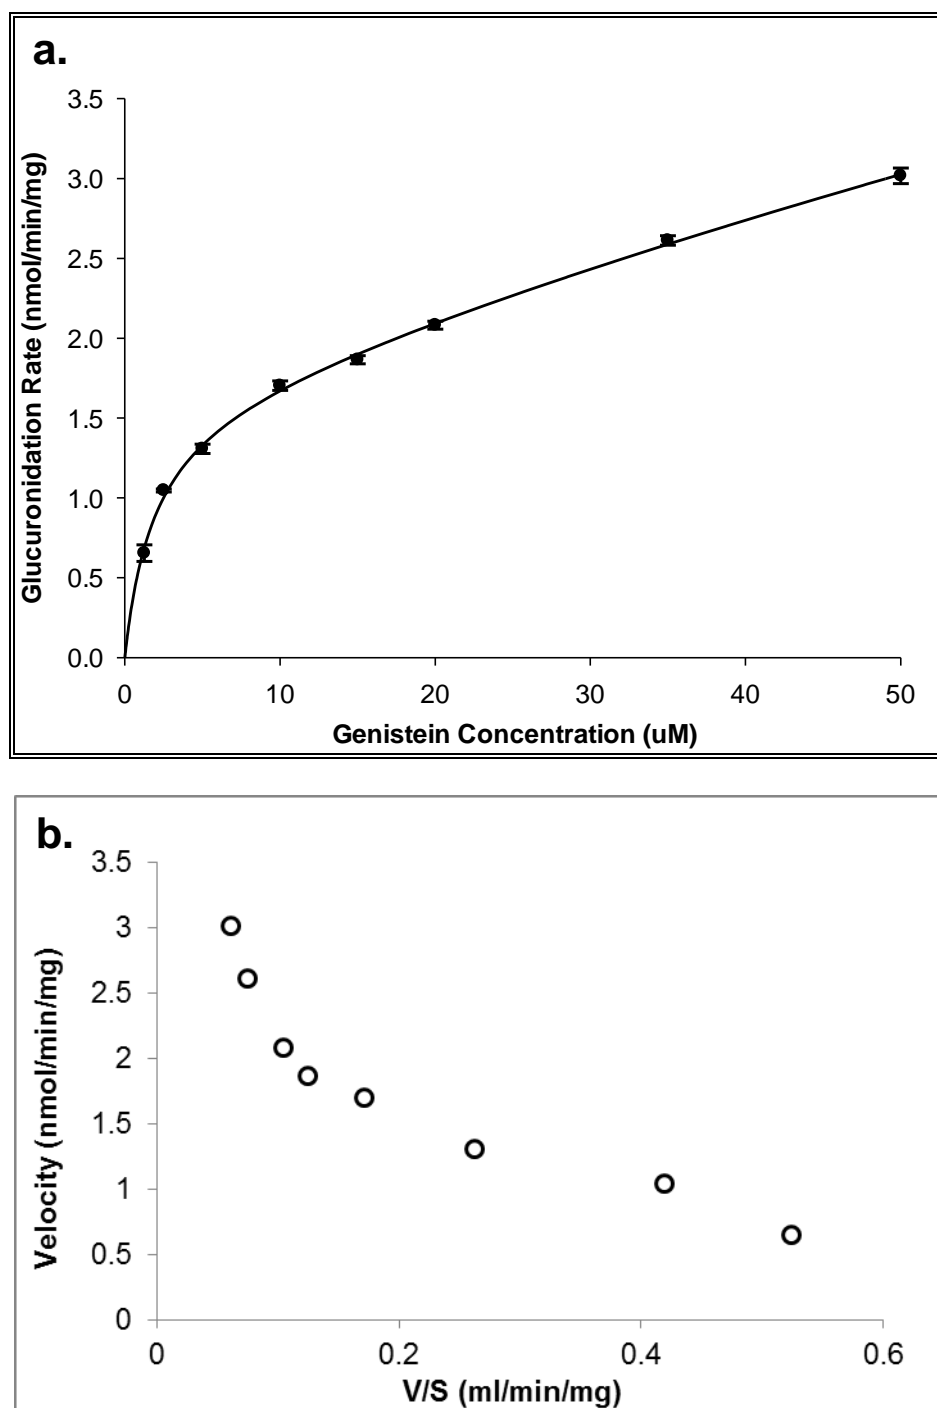 a.
Glucuronidation Rate (nmol/min/mg)
3.5
3.0
2.5
2.0
1.5
1.0
0.5
0.0
0 10 20 30 40 50
Genistein Concentration (uM)
b.
Velocity (nmol/min/mg)
3.5
3
2.5
2
1.5
1
0.5
0
0 0.2 0.4 0.6
V/S (ml/min/mg)